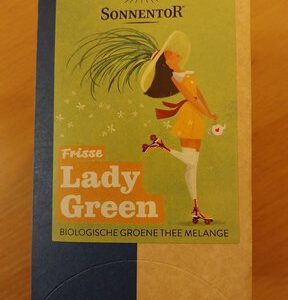 SONNENTOR
Frisse
Lady
Green
BIOLOGISCHE GROENE THEE MELANGE